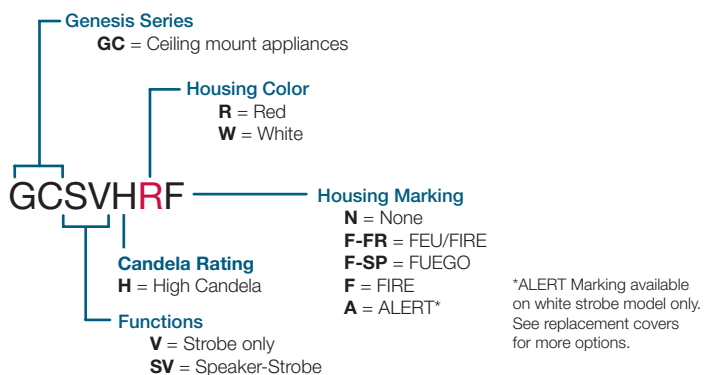 Genesis Series
GC = Ceiling mount appliances
Housing Color
R = Red
W = White
GCSVHRF
Housing Marking
N = None
F-FR = FEU/FIRE
F-SP = FUEGO
F = FIRE
A = ALERT*
Candela Rating
H = High Candela
Functions
V = Strobe only
SV = Speaker-Strobe
*ALERT Marking available
on white strobe model only.
See replacement covers
for more options.